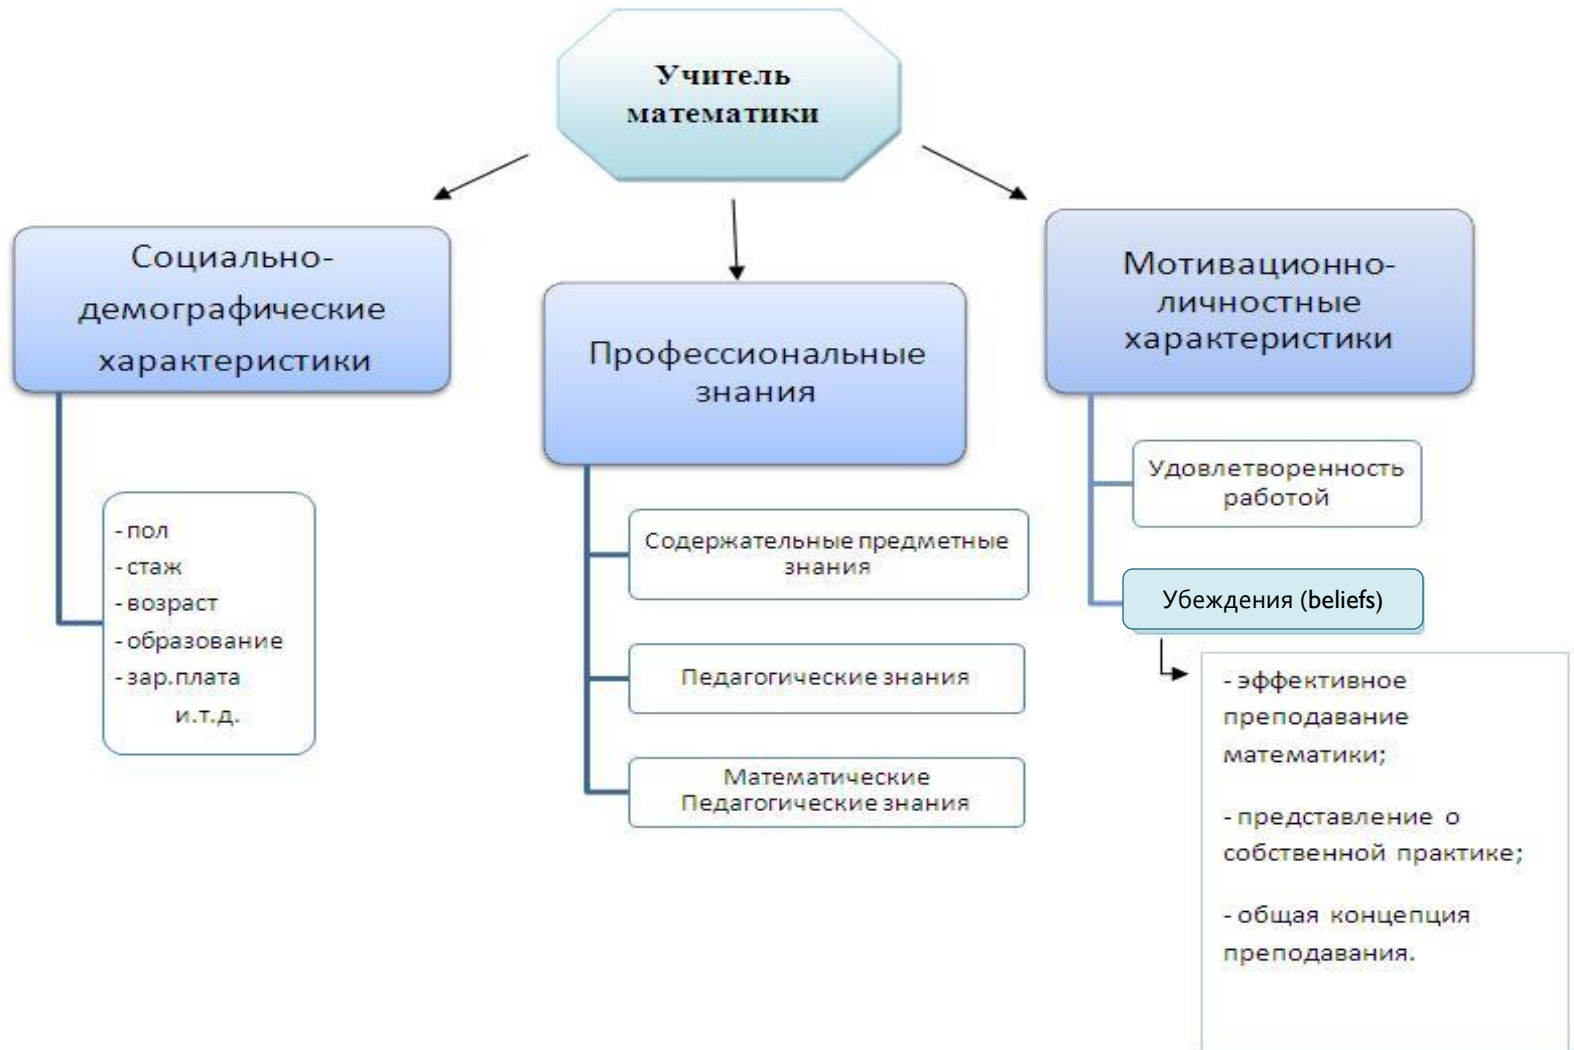 Учитель
математики
Социально-
демографические
характеристики
- пол
- стаж
- возраст
- образование
- зар.плата
и.т.д.
Профессиональные
знания
Содержательные предметные
знания
Педагогические знания
Математические
Педагогические знания
Мотивационно-
личностные
характеристики
Удовлетворенность
работой
Убеждения (beliefs)
- эффективное
преподавание
математики;
- представление о
собственной практике;
- общая концепция
преподавания.